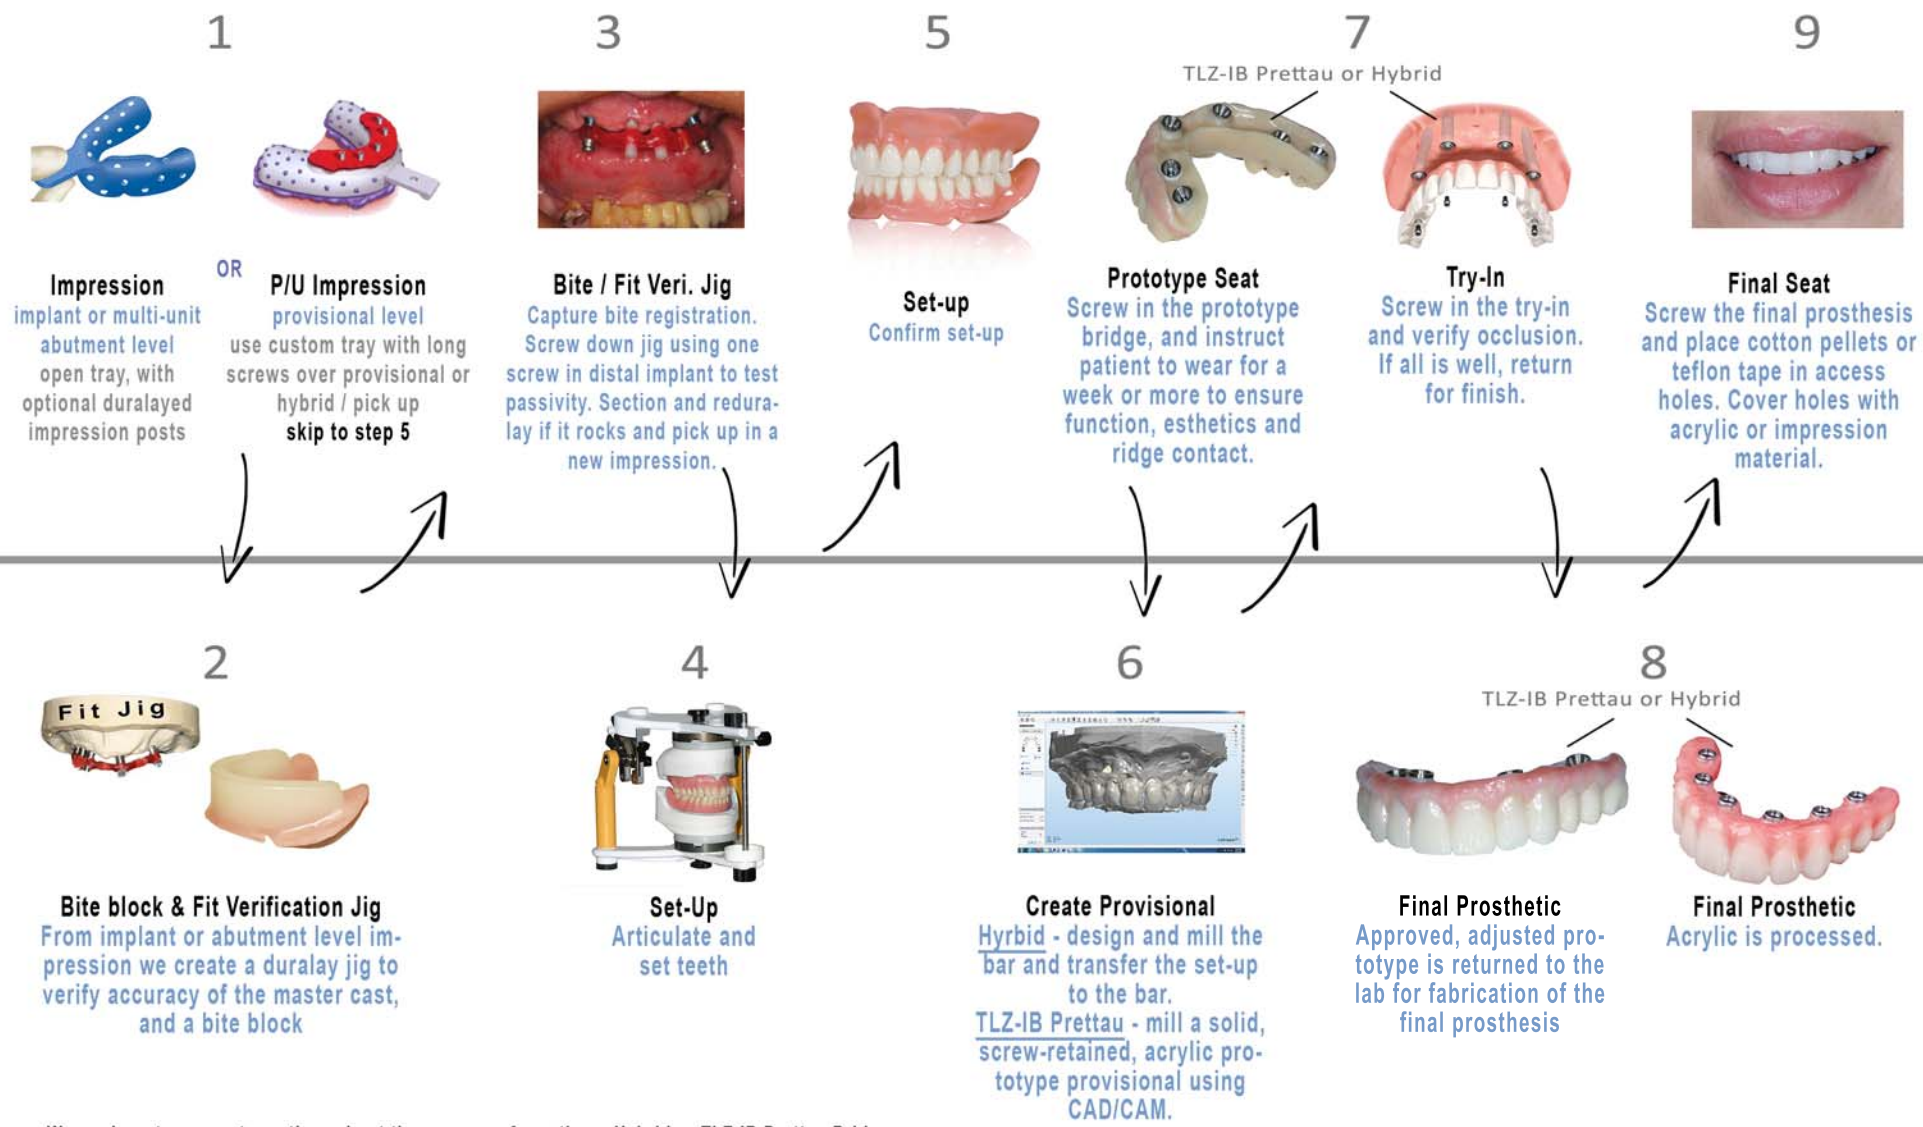 1
Impression
implant or multi-unit
abutment level
open tray, with
optional duralayed
impression posts
OR
P/U Impression
provisional level
use custom tray with long
screws over provisional or
hybrid / pick up
skip to step 5
3
Bite / Fit Veri. Jig
Capture bite registration.
Screw down jig using one
screw in distal implant to test
passivity. Section and redura-
lay if it rocks and pick up in a
new impression.
5
Set-up
Confirm set-up
7
TLZ-IB Prettau or Hybrid
Prototype Seat
Screw in the prototype
bridge, and instruct
patient to wear for a
week or more to ensure
function, esthetics and
ridge contact.
Try-In
Screw in the try-in
and verify occlusion.
If all is well, return
for finish.
9
Final Seat
Screw the final prosthesis
and place cotton pellets or
teflon tape in access
holes. Cover holes with
acrylic or impression
material.
2
Fit Jig
Bite block & Fit Verification Jig
From implant or abutment level im-
pression we create a duralay jig to
verify accuracy of the master cast,
and a bite block
4
Set-Up
Articulate and
set teeth
6
Create Provisional
Hyrbid - design and mill the
bar and transfer the set-up
to the bar.
TLZ-IB Prettau - mill a solid,
screw-retained, acrylic pro-
totype provisional using
CAD/CAM.
8
TLZ-IB Prettau or Hybrid
Final Prosthetic
Approved, adjusted pro-
totype is returned to the
lab for fabrication of the
final prosthesis
Final Prosthetic
Acrylic is processed.